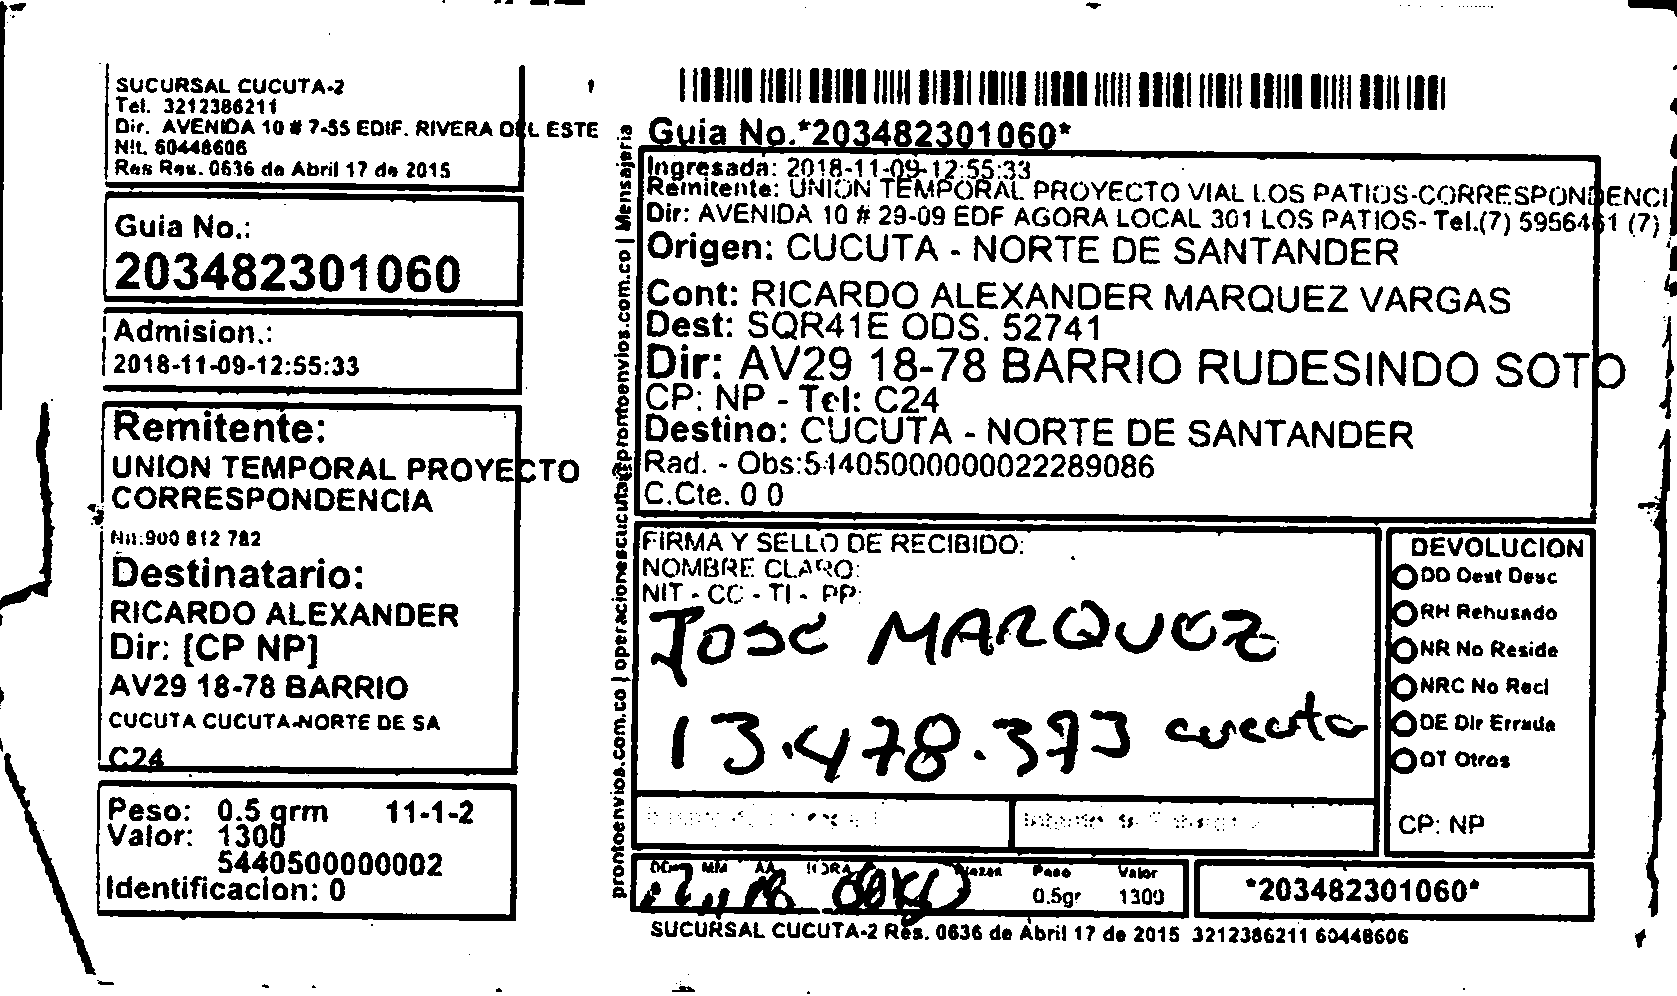 SUCURSAL CUCUTA-2
Tel. 3212386211
Dir. AVENIDA 10 # 7-55 EDIF. RIVERA DEL ESTE
Nit. 60448606
Res Res. 0636 de Abril 17 de 2015
Guia No.:
203482301060
Admision.:
2018-11-09-12:55:33
Remitente:
UNION TEMPORAL PROYECTO
CORRESPONDENCIA
Nit:900 812 782
Destinatario:
RICARDO ALEXANDER
Dir: [CP NP]
AV29 18-78 BARRIO
CUCUTA CUCUTA-NORTE DE SA
C24
Peso: 0.5 grm 11-1-2
Valor: 1300
5440500000002
Identificacion: 0
prontoenvios.com.co | operacionescucuta@prontoenvios.com.co | Mensajeria
Guia No.*203482301060*
Ingresada: 2018-11-09-12:55:33
Remitente: UNION TEMPORAL PROYECTO VIAL LOS PATIOS-CORRESPONDENCI
Dir: AVENIDA 10 # 29-09 EDF AGORA LOCAL 301 LOS PATIOS- Tel.(7) 5956461 (7)
Origen: CUCUTA - NORTE DE SANTANDER
Cont: RICARDO ALEXANDER MARQUEZ VARGAS
Dest: SQR41E ODS. 52741
Dir: AV29 18-78 BARRIO RUDESINDO SOTO
CP: NP - Tel: C24
Destino: CUCUTA - NORTE DE SANTANDER
Rad. - Obs:51405000000022289086
C.Cte. 0 0
FIRMA Y SELLO DE RECIBIDO:
NOMBRE CLARO:
NIT - CC - TI - PP:
JOSE MARQUEZ
13.478.373 cucuta
DEVOLUCION
DD Dest Desc
RH Rehusado
NR No Reside
NRC No Recl
DE Dir Errada
OT Otros
CP: NP
DD MM AA HORA Peso Valor
0.5gr 1300
*203482301060*
SUCURSAL CUCUTA-2 Res. 0636 de Abril 17 de 2015 3212386211 60448606